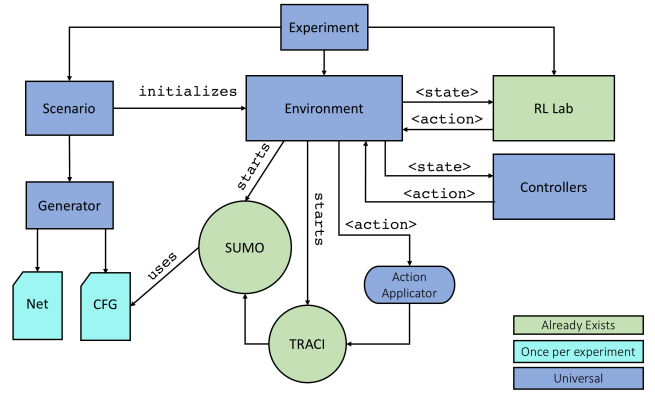 Experiment
initializes
Scenario
Environment
<state>
<action>
RL Lab
<state>
<action>
Controllers
Generator
starts
starts
<action>
SUMO
uses
Net
CFG
Action
Applicator
TRACI
Already Exists
Once per experiment
Universal